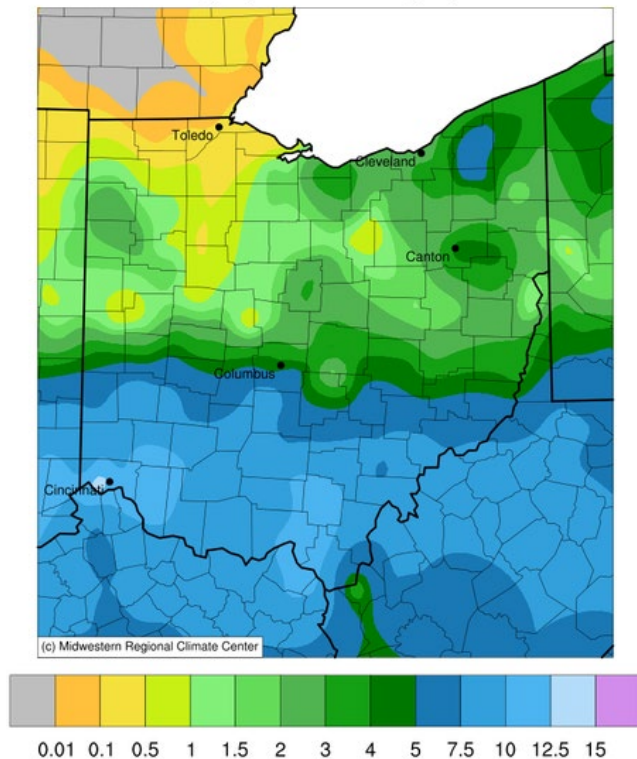 Toledo
Cleveland
Canton
Columbus
Cincinnati
(c) Midwestern Regional Climate Center
0.01 0.1 0.5 1 1.5 2 3 4 5 7.5 10 12.5 15